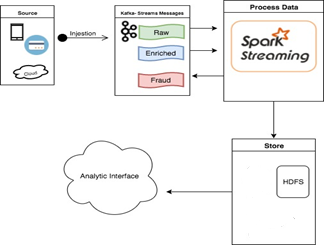 Source
Cloud
Injestion
Kafka- Streams Messages
Raw
Enriched
Fraud
Process Data
Spark
Streaming
Store
HDFS
Analytic Interface